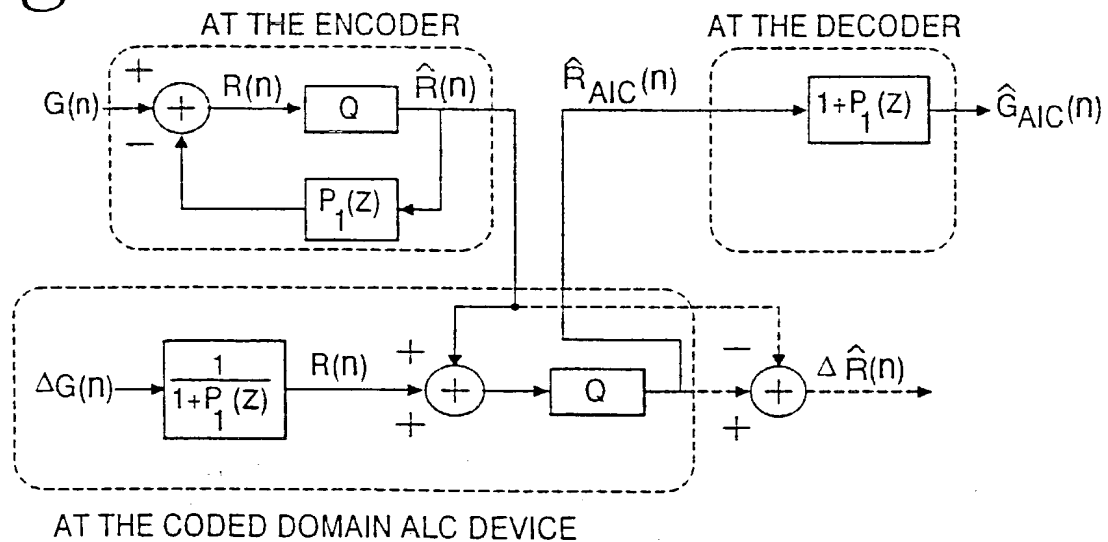 g
AT THE ENCODER
AT THE DECODER
+
G(n)
+
−
R(n)
Q
R̂(n)
P₁(Z)
R̂AIC(n)
1+P₁(Z)
ĜAIC(n)
ΔG(n)
1
1+P₁(Z)
R(n)
+
+
+
Q
−
+
+
Δ R̂(n)
AT THE CODED DOMAIN ALC DEVICE